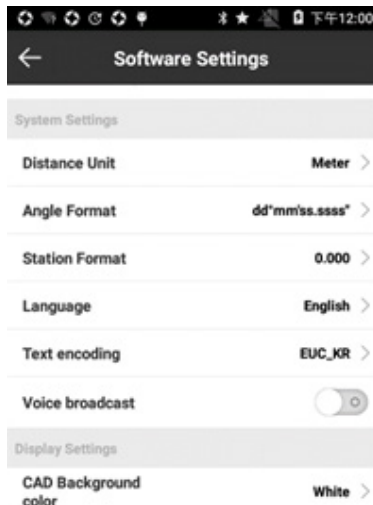 下午12:00
Software Settings
System Settings
Distance Unit Meter
Angle Format dd°mm'ss.ssss"
Station Format 0.000
Language English
Text encoding EUC_KR
Voice broadcast
Display Settings
CAD Background
color White